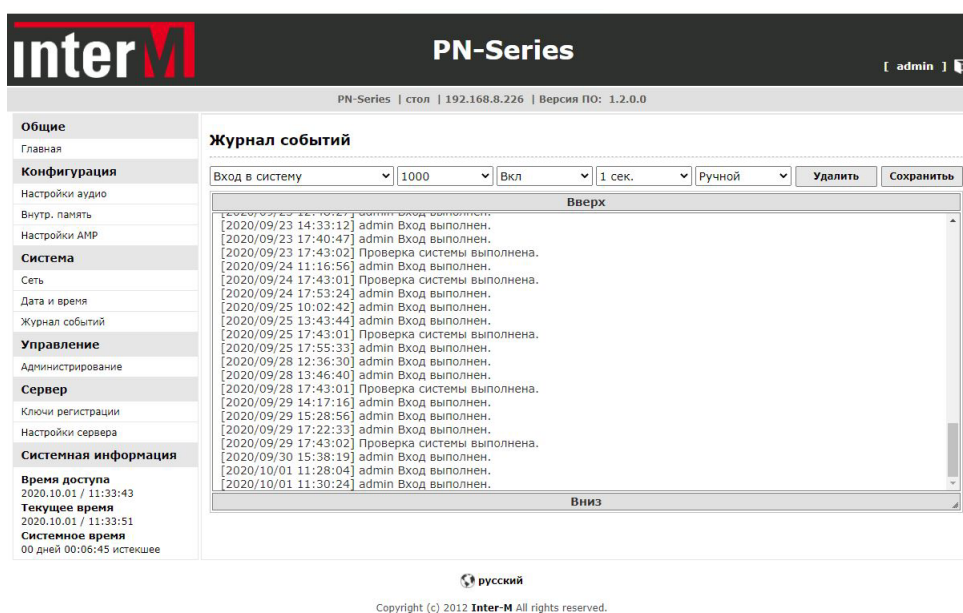 inter M
PN-Series
[ admin ]
PN-Series | стол | 192.168.8.226 | Версия ПО: 1.2.0.0
Общие
Главная
Конфигурация
Настройки аудио
Внутр. память
Настройки AMP
Система
Сеть
Дата и время
Журнал событий
Управление
Администрирование
Сервер
Ключи регистрации
Настройки сервера
Системная информация
Время доступа
2020.10.01 / 11:33:43
Текущее время
2020.10.01 / 11:33:51
Системное время
00 дней 00:06:45 истекшее
Журнал событий
Вход в систему 1000 Вкл 1 сек. Ручной Удалить Сохранитьь
Вверх
[2020/09/23 12:48:27] admin Вход выполнен.
[2020/09/23 14:33:12] admin Вход выполнен.
[2020/09/23 17:40:47] admin Вход выполнен.
[2020/09/23 17:43:02] Проверка системы выполнена.
[2020/09/24 11:16:56] admin Вход выполнен.
[2020/09/24 17:43:01] Проверка системы выполнена.
[2020/09/24 17:53:24] admin Вход выполнен.
[2020/09/25 10:02:42] admin Вход выполнен.
[2020/09/25 13:43:44] admin Вход выполнен.
[2020/09/25 17:43:01] Проверка системы выполнена.
[2020/09/25 17:55:33] admin Вход выполнен.
[2020/09/28 12:36:30] admin Вход выполнен.
[2020/09/28 13:46:40] admin Вход выполнен.
[2020/09/28 17:43:01] Проверка системы выполнена.
[2020/09/29 14:17:16] admin Вход выполнен.
[2020/09/29 15:28:56] admin Вход выполнен.
[2020/09/29 17:22:33] admin Вход выполнен.
[2020/09/29 17:43:02] Проверка системы выполнена.
[2020/09/30 15:38:19] admin Вход выполнен.
[2020/10/01 11:28:04] admin Вход выполнен.
[2020/10/01 11:30:24] admin Вход выполнен.
Вниз
русский
Copyright (c) 2012 Inter-M All rights reserved.